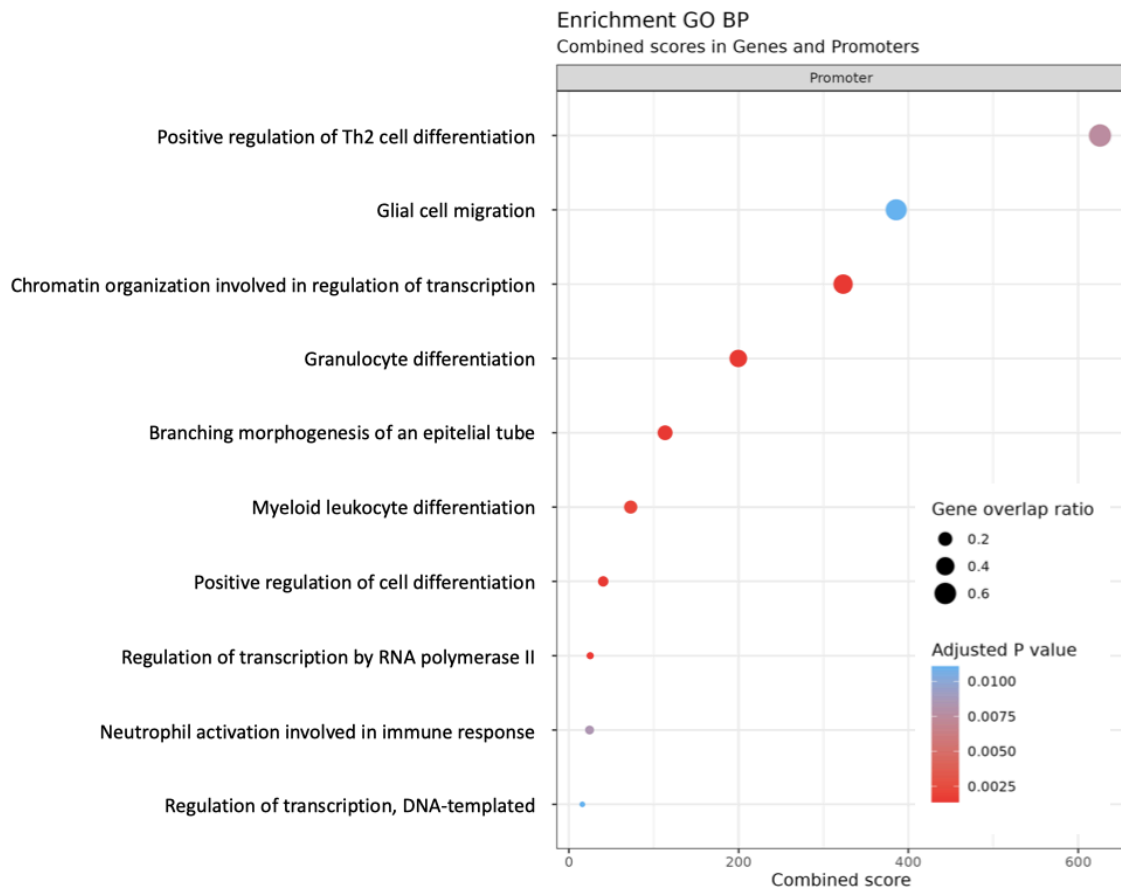 Enrichment GO BP
Combined scores in Genes and Promoters
Promoter
Positive regulation of Th2 cell differentiation
Glial cell migration
Chromatin organization involved in regulation of transcription
Granulocyte differentiation
Branching morphogenesis of an epitelial tube
Myeloid leukocyte differentiation
Positive regulation of cell differentiation
Regulation of transcription by RNA polymerase II
Neutrophil activation involved in immune response
Regulation of transcription, DNA-templated
Gene overlap ratio
0.2
0.4
0.6
Adjusted P value
0.0100
0.0075
0.0050
0.0025
0 200 400 600
Combined score